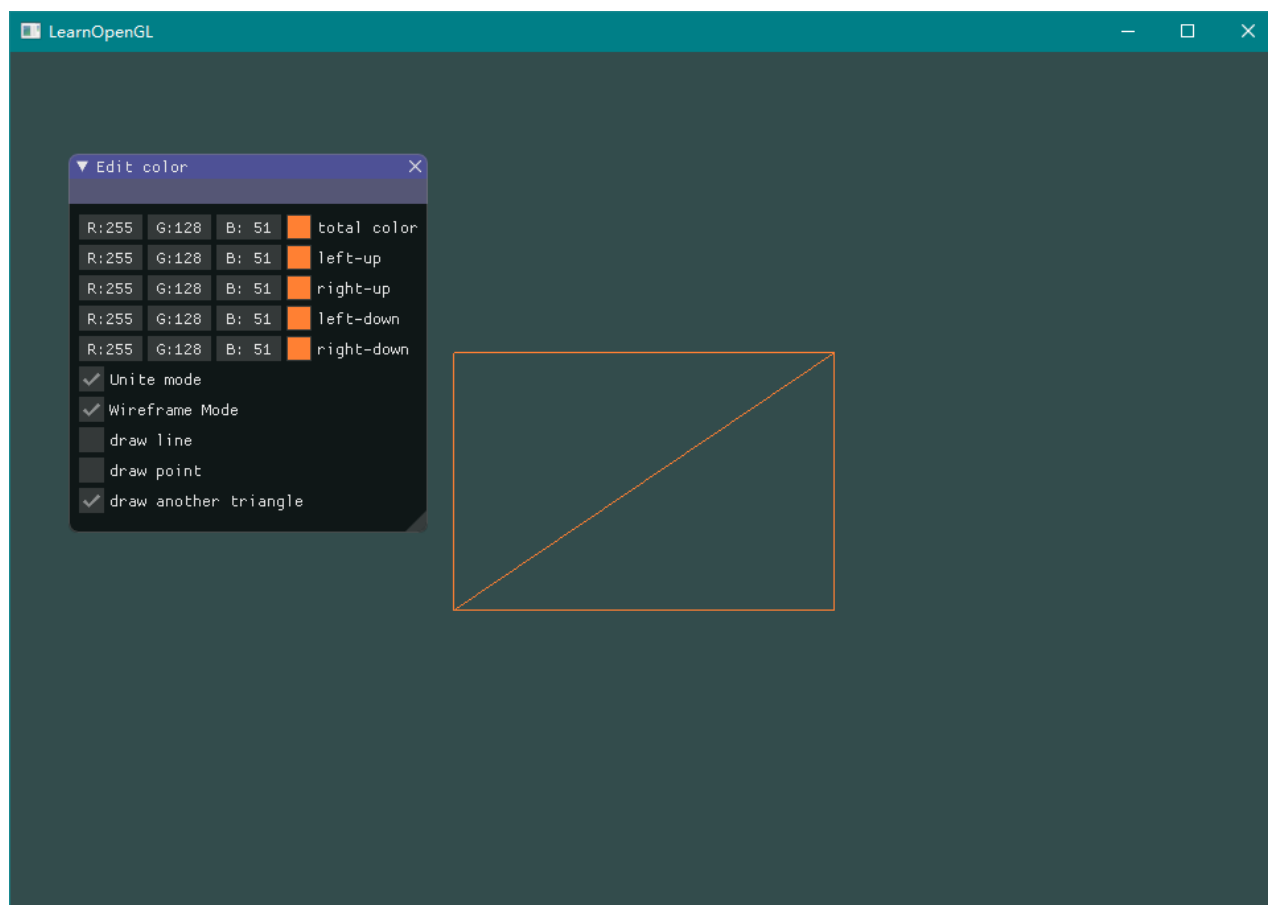 LearnOpenGL
Edit color
R:255 G:128 B: 51 total color
R:255 G:128 B: 51 left-up
R:255 G:128 B: 51 right-up
R:255 G:128 B: 51 left-down
R:255 G:128 B: 51 right-down
Unite mode
Wireframe Mode
draw line
draw point
draw another triangle